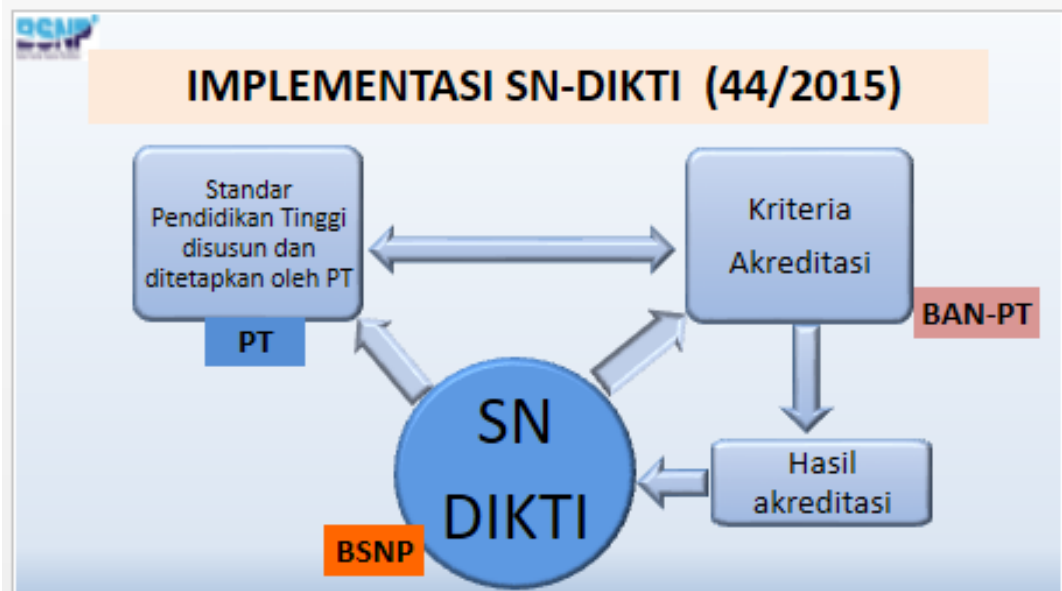 BSNP
IMPLEMENTASI SN-DIKTI (44/2015)
Standar
Pendidikan Tinggi
disusun dan
ditetapkan oleh PT
PT
Kriteria
Akreditasi
BAN-PT
SN
DIKTI
BSNP
Hasil
akreditasi